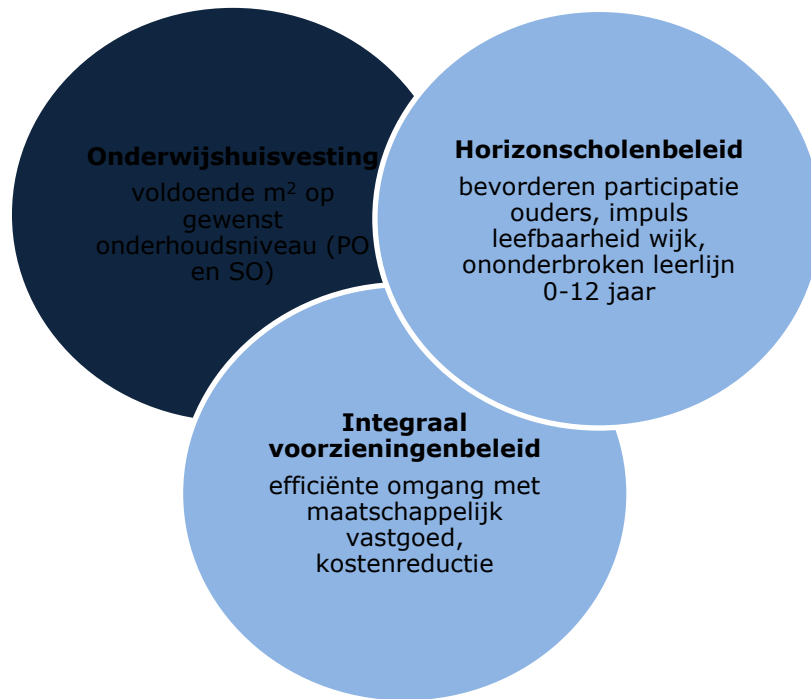 Onderwijshuisvesting
voldoende m² op
gewenst
onderhoudsniveau (PO
en SO)
Horizonscholenbeleid
bevorderen participatie
ouders, impuls
leefbaarheid wijk,
ononderbroken leerlijn
0-12 jaar
Integraal
voorzieningenbeleid
efficiënte omgang met
maatschappelijk
vastgoed,
kostenreductie